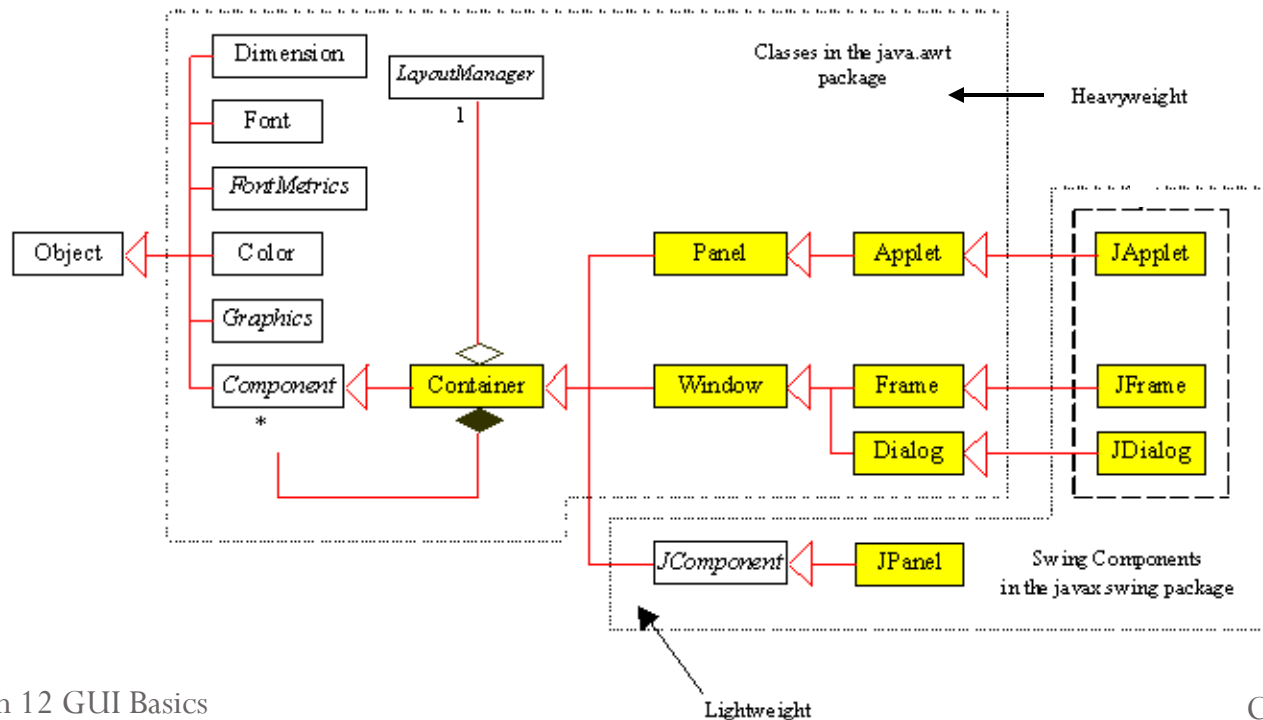 Dimension
LayoutManager
Classes in the java.awt
package
1
Heavyweight
Font
FontMetrics
Object
Color
Panel
Applet
JApplet
Graphics
Component
Container
Window
Frame
JFrame
*
Dialog
JDialog
JComponent
JPanel
Swing Components
in the javax.swing package
Lightweight
12 GUI Basics